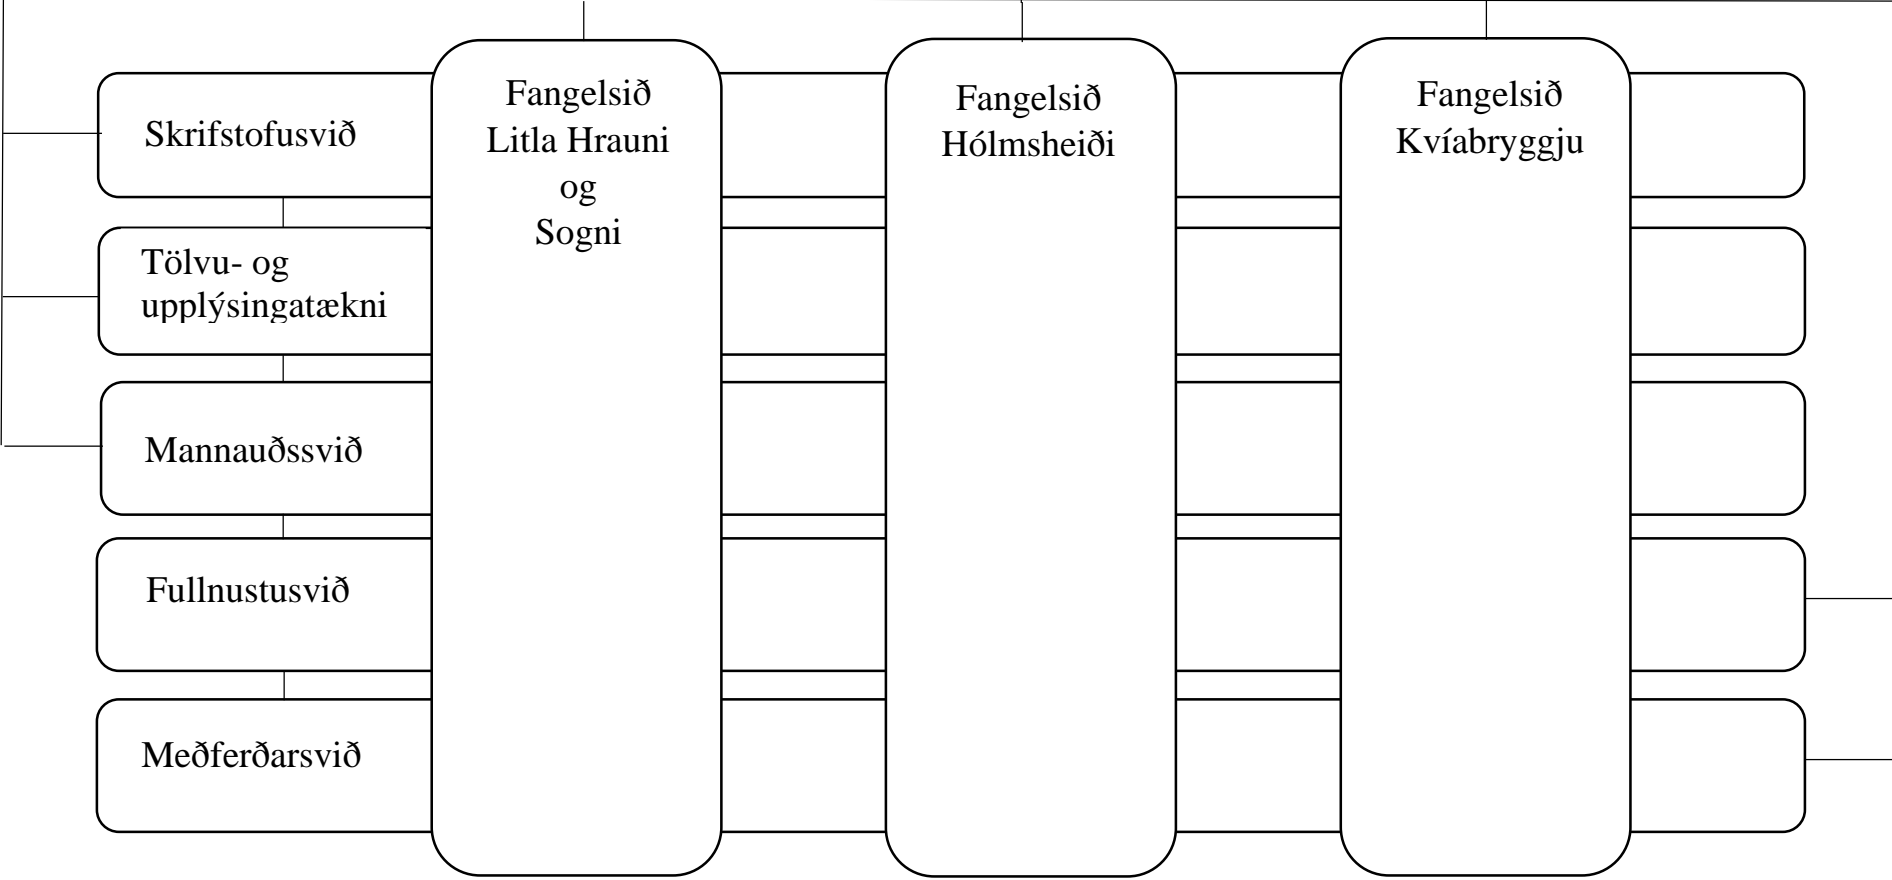 Fangelsið
Litla Hrauni
og
Sogni
Fangelsið
Hólmsheiði
Fangelsið
Kvíabryggju
Skrifstofusvið
Tölvu- og
upplýsingatækni
Mannauðssvið
Fullnustusvið
Meðferðarsvið